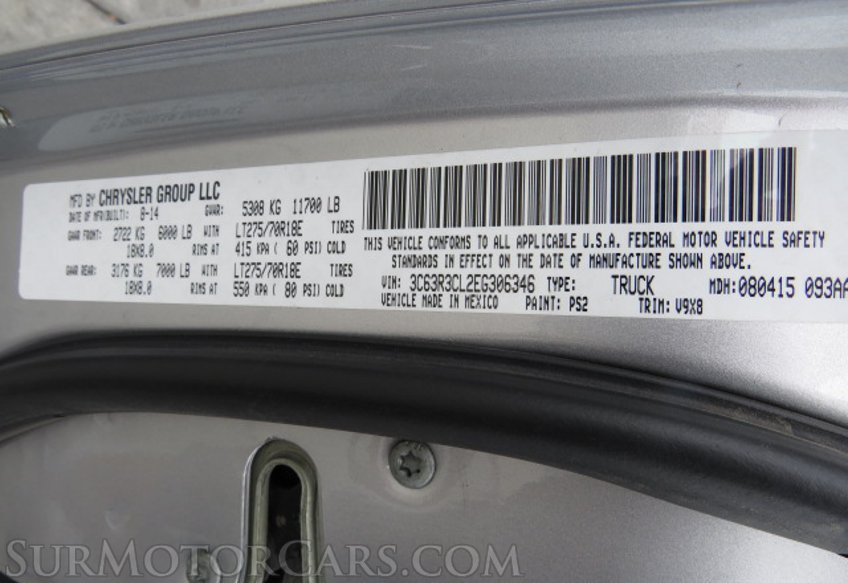 MFD BY CHRYSLER GROUP LLC
DATE OF MFR(BUILT): 8-14 GVWR: 5308 KG 11700 LB
GAWR FRONT: 2722 KG 6000 LB WITH LT275/70R18E TIRES
18X8.0 RIMS AT 415 KPA ( 60 PSI) COLD
GAWR REAR: 3176 KG 7000 LB WITH LT275/70R18E TIRES
18X8.0 RIMS AT 550 KPA ( 80 PSI) COLD
THIS VEHICLE CONFORMS TO ALL APPLICABLE U.S.A. FEDERAL MOTOR VEHICLE SAFETY
STANDARDS IN EFFECT ON THE DATE OF MANUFACTURE SHOWN ABOVE.
VIN: 3C63R3CL2EG306346 TYPE: TRUCK MDH: 080415 093AA
VEHICLE MADE IN MEXICO PAINT: PS2 TRIM: V9X8
SURMOTORCARS.COM